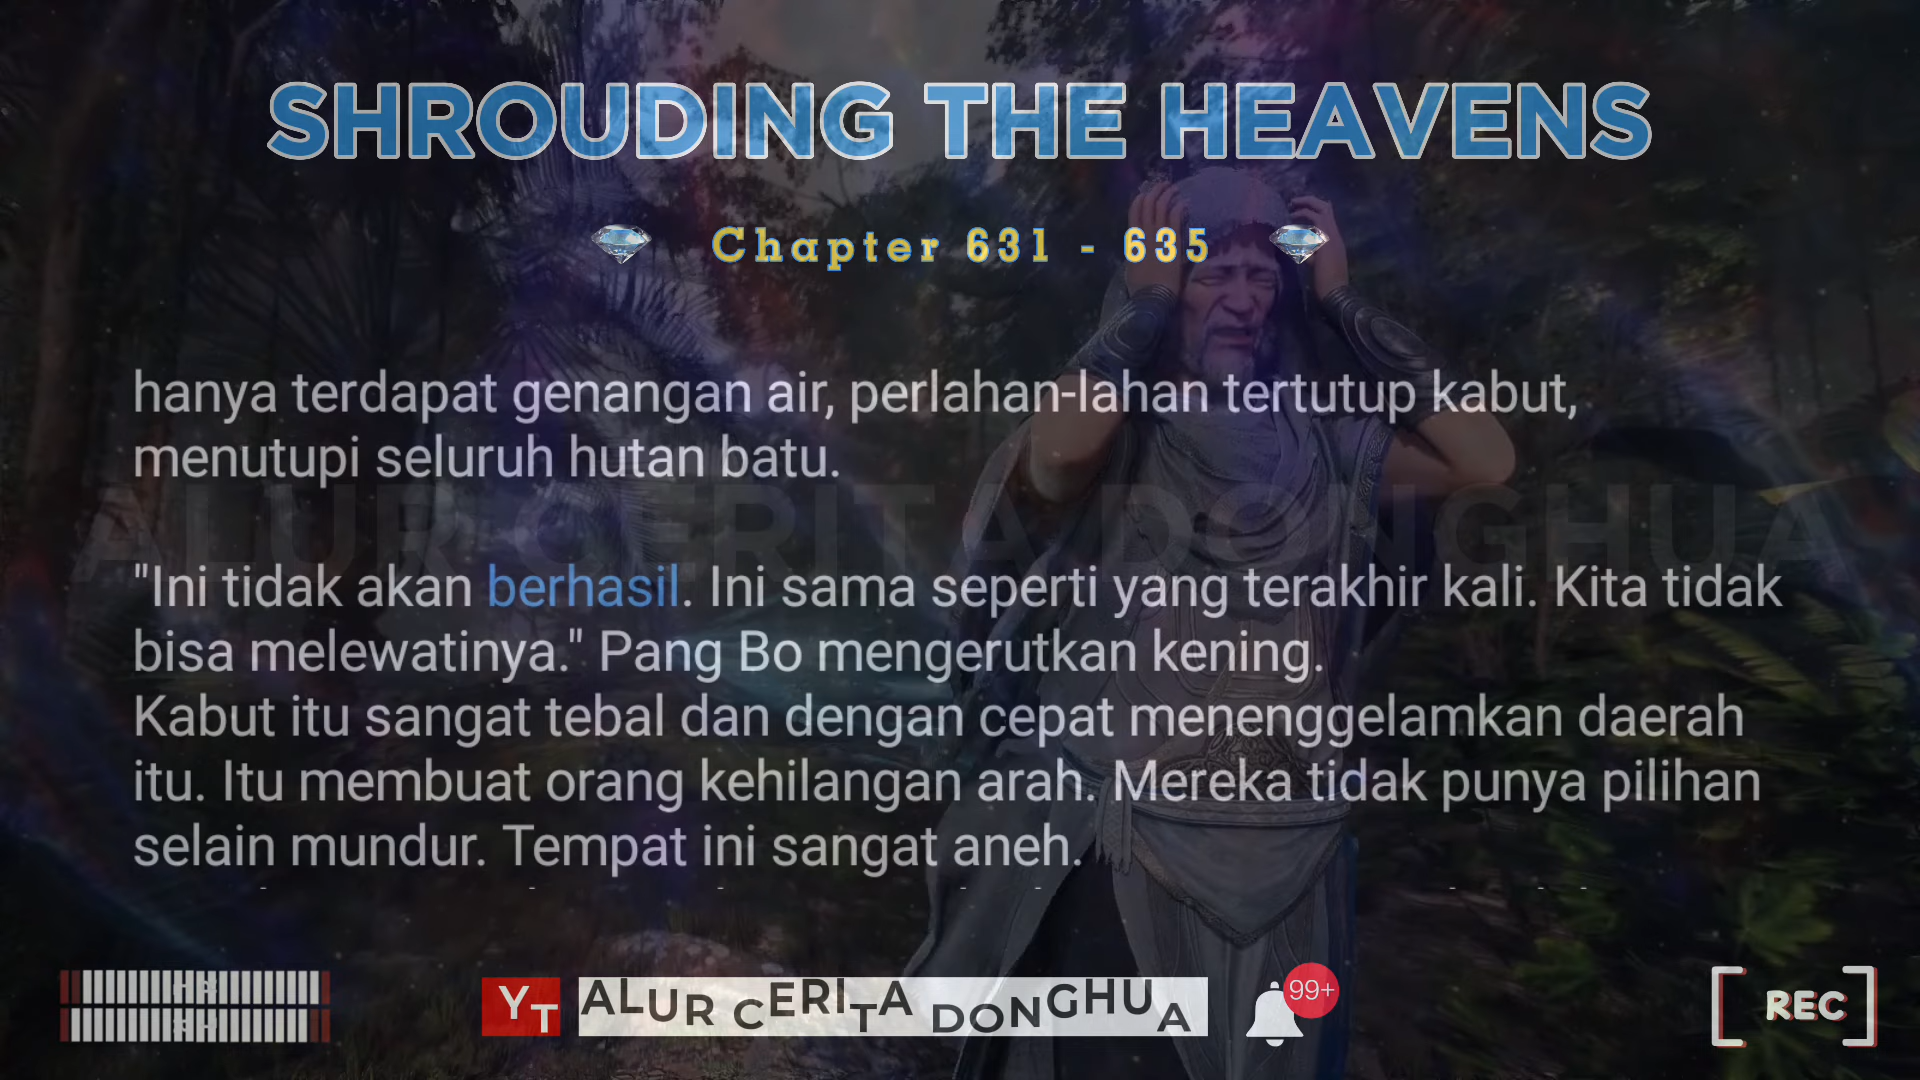 SHROUDING THE HEAVENS
Chapter 631 - 635
hanya terdapat genangan air, perlahan-lahan tertutup kabut,
menutupi seluruh hutan batu.
ALUR CERITA DONGHUA
"Ini tidak akan berhasil. Ini sama seperti yang terakhir kali. Kita tidak
bisa melewatinya." Pang Bo mengerutkan kening.
Kabut itu sangat tebal dan dengan cepat menenggelamkan daerah
itu. Itu membuat orang kehilangan arah. Mereka tidak punya pilihan
selain mundur. Tempat ini sangat aneh.
YT ALUR CERITA DONGHUA 99+
REC